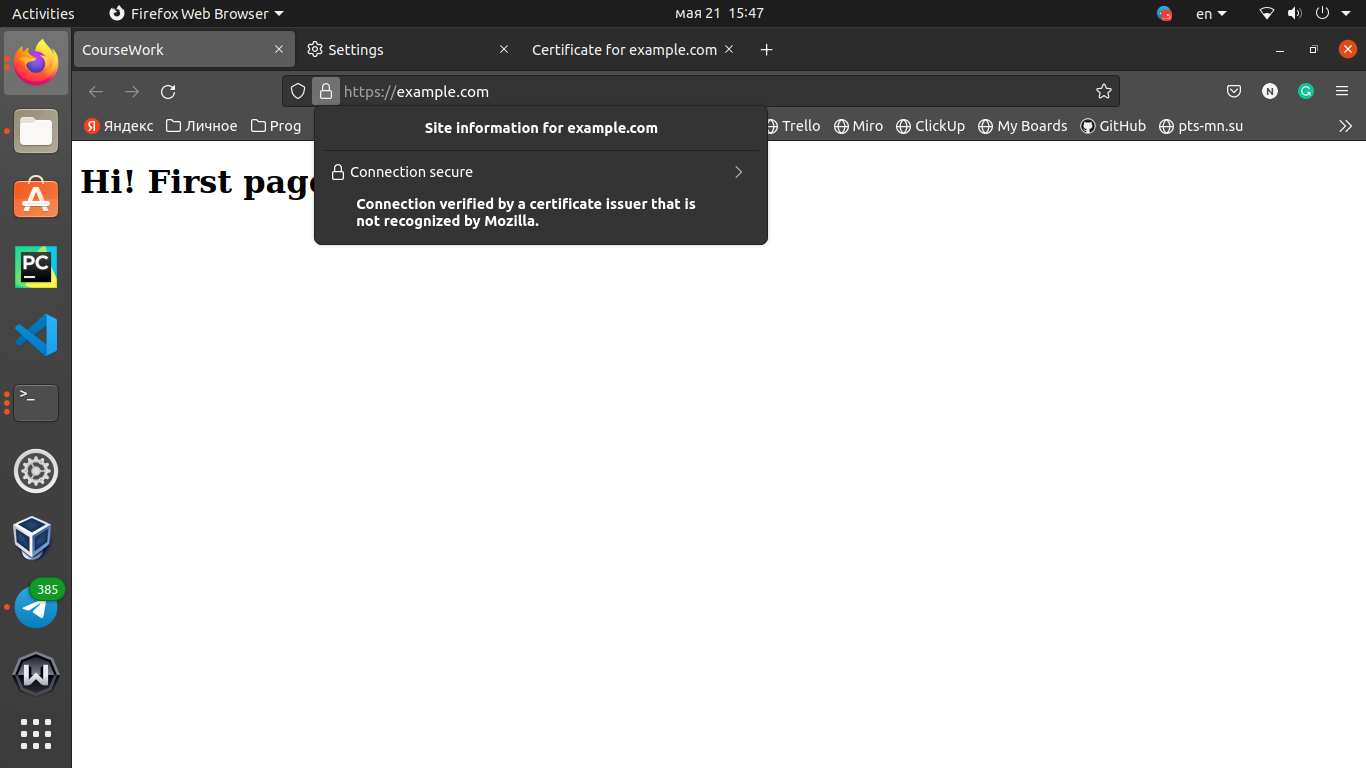 Activities
Firefox Web Browser
мая 21 15:47
en
CourseWork
Settings
Certificate for example.com
https://example.com
N
G
Я Яндекс
Личное
Prog
Trello
Miro
ClickUp
My Boards
GitHub
pts-mn.su
Site information for example.com
Connection secure
Connection verified by a certificate issuer that is
not recognized by Mozilla.
Hi! First page
PC
>_
385
W